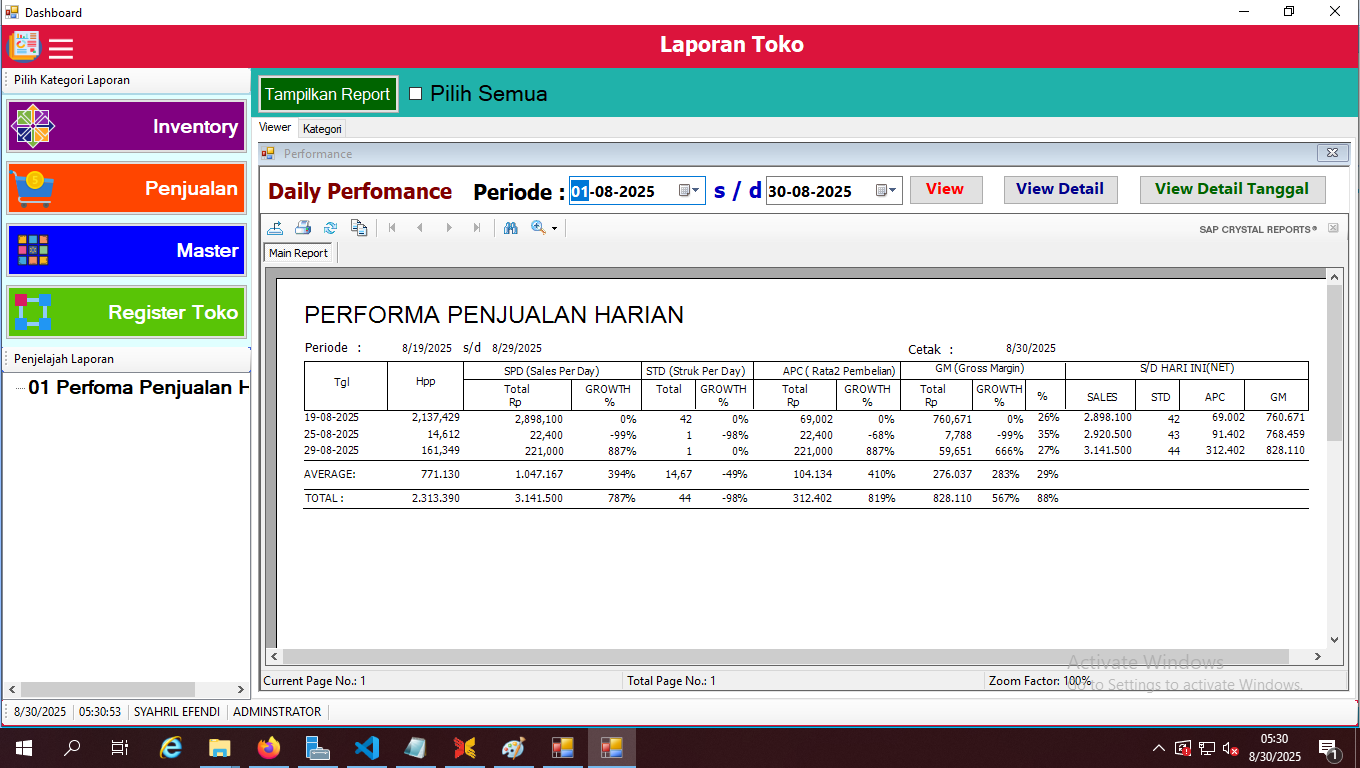 Dashboard
Laporan Toko
Pilih Kategori Laporan
Inventory
Penjualan
Master
Register Toko
Penjelajah Laporan
01 Perfoma Penjualan H
Tampilkan Report Pilih Semua
Viewer Kategori
Performance
Daily Perfomance Periode : 01-08-2025 s / d 30-08-2025 View View Detail View Detail Tanggal
SAP CRYSTAL REPORTS®
Main Report
PERFORMA PENJUALAN HARIAN
Periode : 8/19/2025 s/d 8/29/2025 Cetak : 8/30/2025
Tgl Hpp SPD (Sales Per Day) STD (Struk Per Day) APC ( Rata2 Pembelian) GM (Gross Margin) S/D HARI INI(NET)
Total Rp GROWTH % Total GROWTH % Total Rp GROWTH % Total Rp GROWTH % % SALES STD APC GM
19-08-2025 2,137,429 2,898,100 0% 42 0% 69,002 0% 760,671 0% 26% 2.898.100 42 69.002 760.671
25-08-2025 14,612 22,400 -99% 1 -98% 22,400 -68% 7,788 -99% 35% 2.920.500 43 91.402 768.459
29-08-2025 161,349 221,000 887% 1 0% 221,000 887% 59,651 666% 27% 3.141.500 44 312.402 828.110
AVERAGE: 771.130 1.047.167 394% 14,67 -49% 104.134 410% 276.037 283% 29%
TOTAL : 2.313.390 3.141.500 787% 44 -98% 312.402 819% 828.110 567% 88%
Activate Windows
Go to Settings to activate Windows.
Current Page No.: 1 Total Page No.: 1 Zoom Factor: 100%
8/30/2025 05:30:53 SYAHRIL EFENDI ADMINSTRATOR
05:30
8/30/2025
1